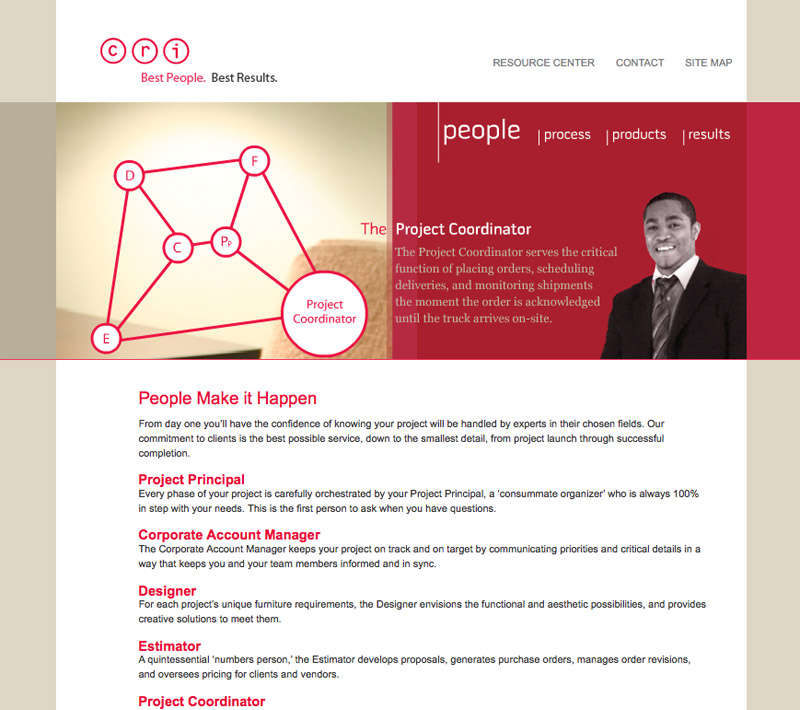 cri
Best People. Best Results.
RESOURCE CENTER CONTACT SITE MAP
people process products results
D
F
C
Pp
E
Project
Coordinator
The Project Coordinator
The Project Coordinator serves the critical
function of placing orders, scheduling
deliveries, and monitoring shipments
the moment the order is acknowledged
until the truck arrives on-site.
People Make it Happen
From day one you’ll have the confidence of knowing your project will be handled by experts in their chosen fields. Our
commitment to clients is the best possible service, down to the smallest detail, from project launch through successful
completion.
Project Principal
Every phase of your project is carefully orchestrated by your Project Principal, a ‘consummate organizer’ who is always 100%
in step with your needs. This is the first person to ask when you have questions.
Corporate Account Manager
The Corporate Account Manager keeps your project on track and on target by communicating priorities and critical details in a
way that keeps you and your team members informed and in sync.
Designer
For each project’s unique furniture requirements, the Designer envisions the functional and aesthetic possibilities, and provides
creative solutions to meet them.
Estimator
A quintessential ‘numbers person,’ the Estimator develops proposals, generates purchase orders, manages order revisions,
and oversees pricing for clients and vendors.
Project Coordinator